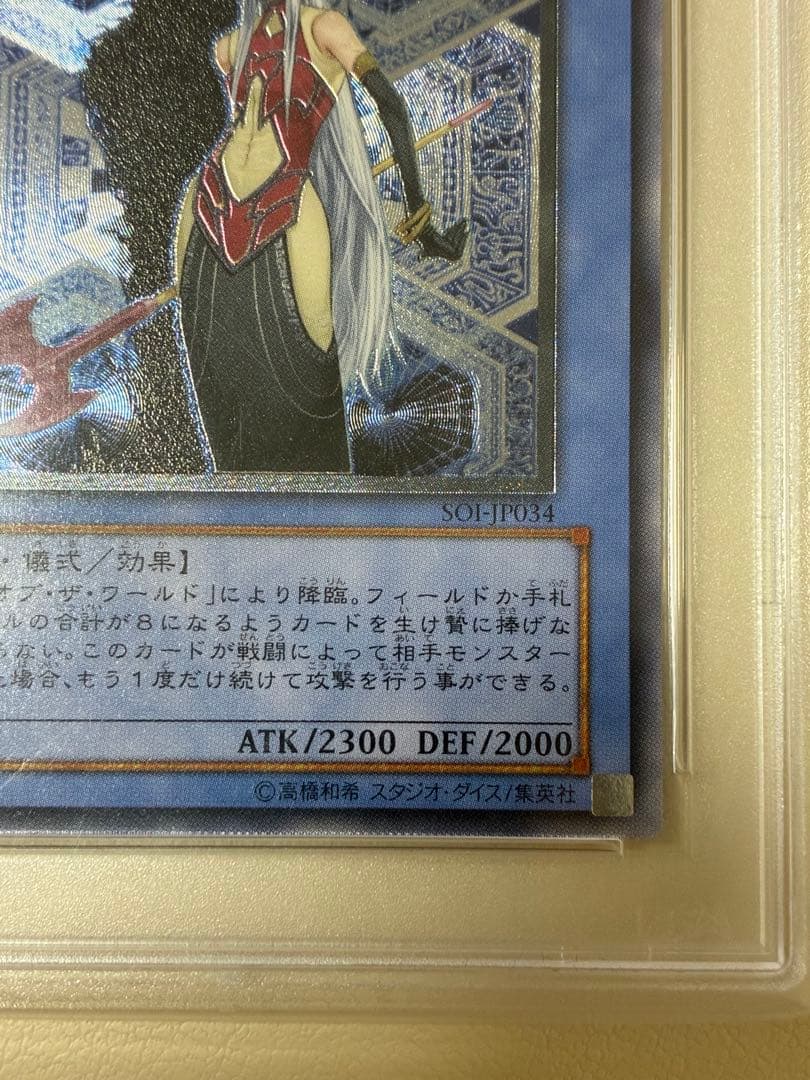 SOI-JP034
・儀式／効果】
オブ・ザ・ワールド」により降臨。フィールドか手札
ルの合計が８になるようカードを生け贄に捧げな
らない。このカードが戦闘によって相手モンスター
た場合、もう１度だけ続けて攻撃を行う事ができる。
ATK/2300 DEF/2000
©高橋和希 スタジオ・ダイス/集英社